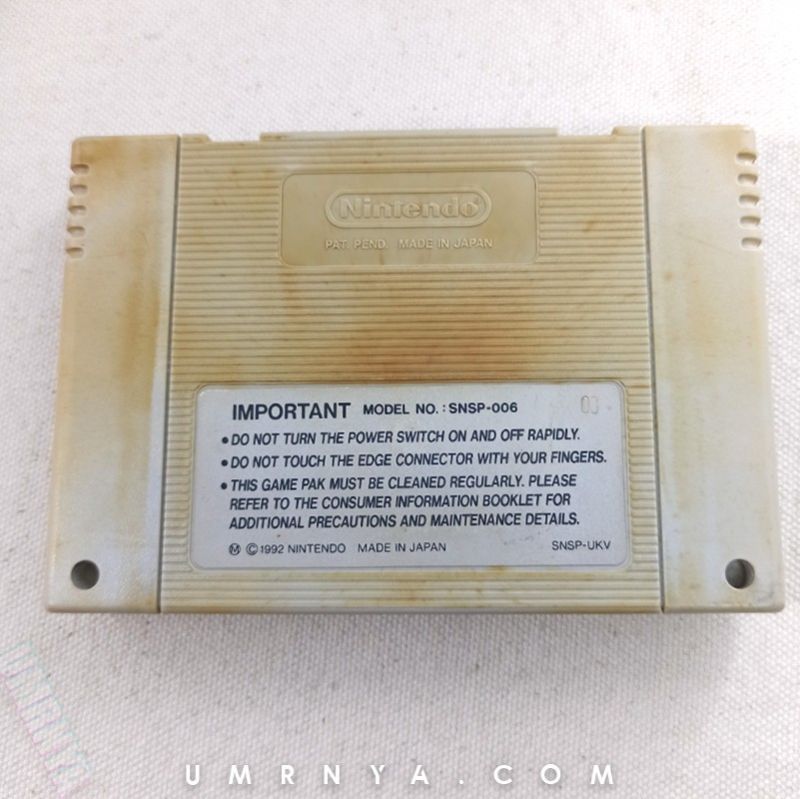 Nintendo
PAT. PEND. MADE IN JAPAN
IMPORTANT MODEL NO. : SNSP-006
• DO NOT TURN THE POWER SWITCH ON AND OFF RAPIDLY.
• DO NOT TOUCH THE EDGE CONNECTOR WITH YOUR FINGERS.
• THIS GAME PAK MUST BE CLEANED REGULARLY. PLEASE
REFER TO THE CONSUMER INFORMATION BOOKLET FOR
ADDITIONAL PRECAUTIONS AND MAINTENANCE DETAILS.
Ⓜ © 1992 NINTENDO MADE IN JAPAN SNSP-UKV
UMRNYA
UMRNYA.COM